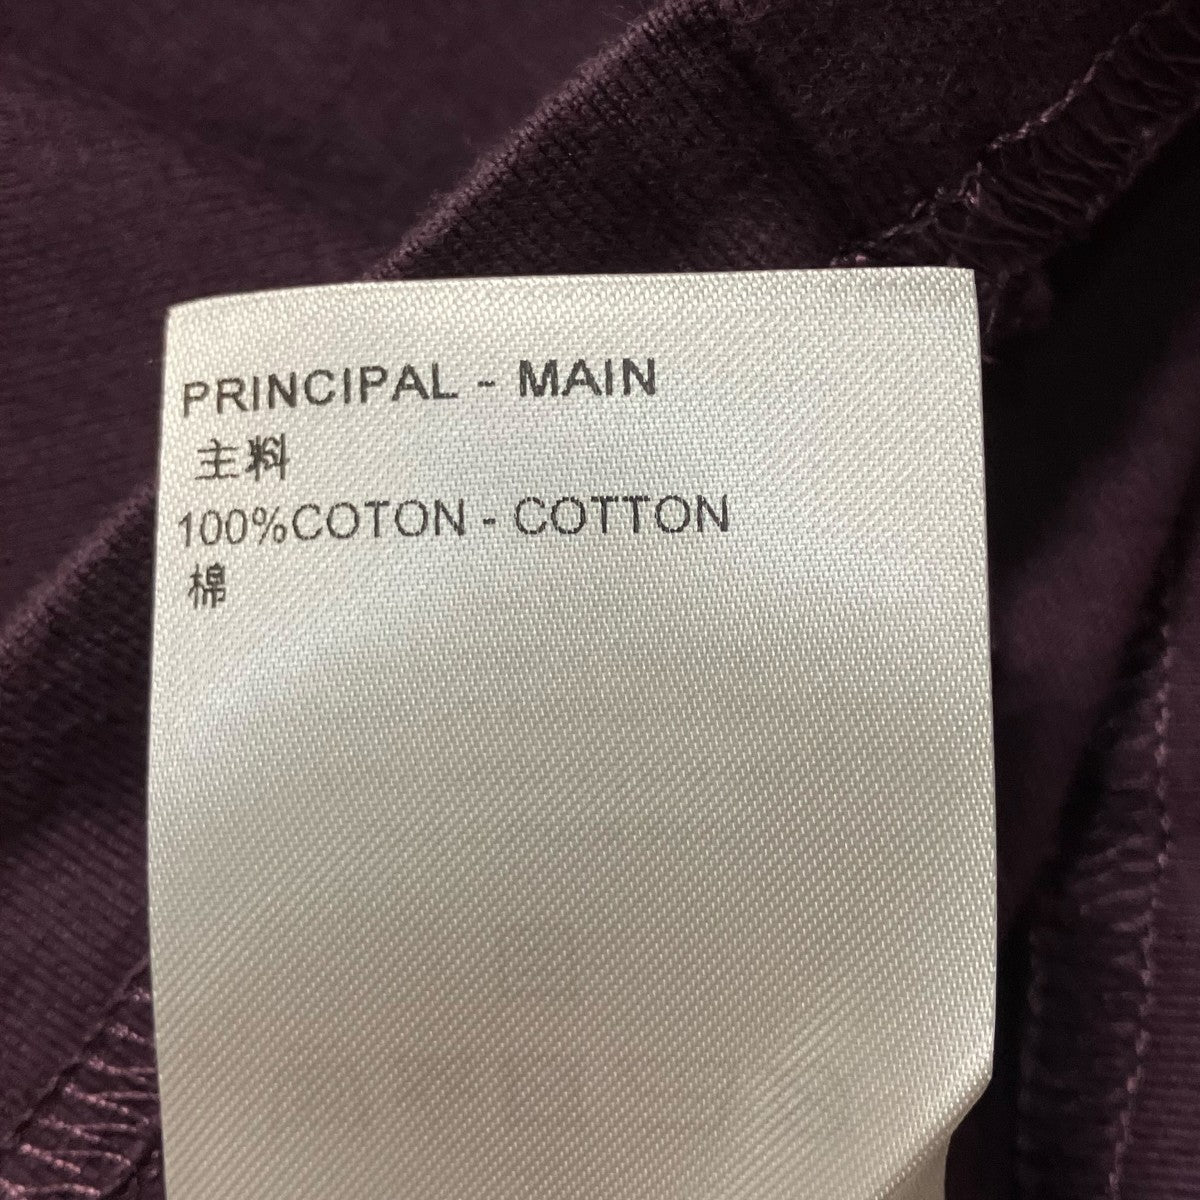 PRINCIPAL - MAIN
主料
100%COTON - COTTON
棉